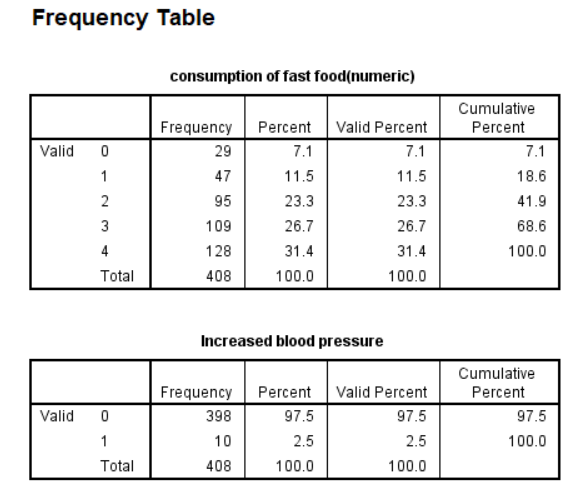 Frequency Table
consumption of fast food(numeric)
Frequency Percent Valid Percent Cumulative Percent
Valid 0 29 7.1 7.1 7.1
1 47 11.5 11.5 18.6
2 95 23.3 23.3 41.9
3 109 26.7 26.7 68.6
4 128 31.4 31.4 100.0
Total 408 100.0 100.0
Increased blood pressure
Frequency Percent Valid Percent Cumulative Percent
Valid 0 398 97.5 97.5 97.5
1 10 2.5 2.5 100.0
Total 408 100.0 100.0